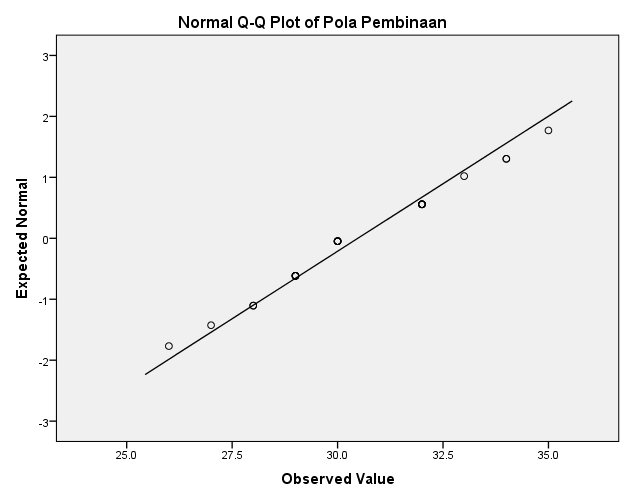 Normal Q-Q Plot of Pola Pembinaan
Expected Normal
3
2
1
0
-1
-2
-3
25.0 27.5 30.0 32.5 35.0
Observed Value